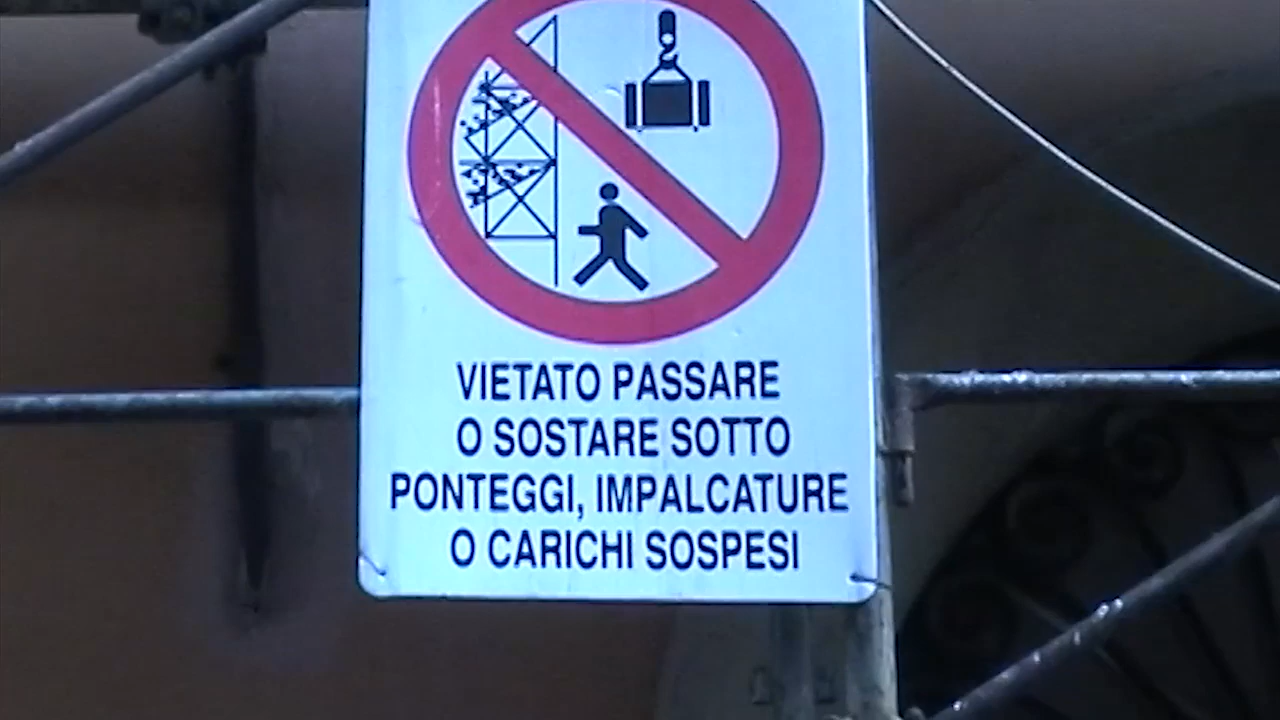 VIETATO PASSARE
O SOSTARE SOTTO
PONTEGGI, IMPALCATURE
O CARICHI SOSPESI